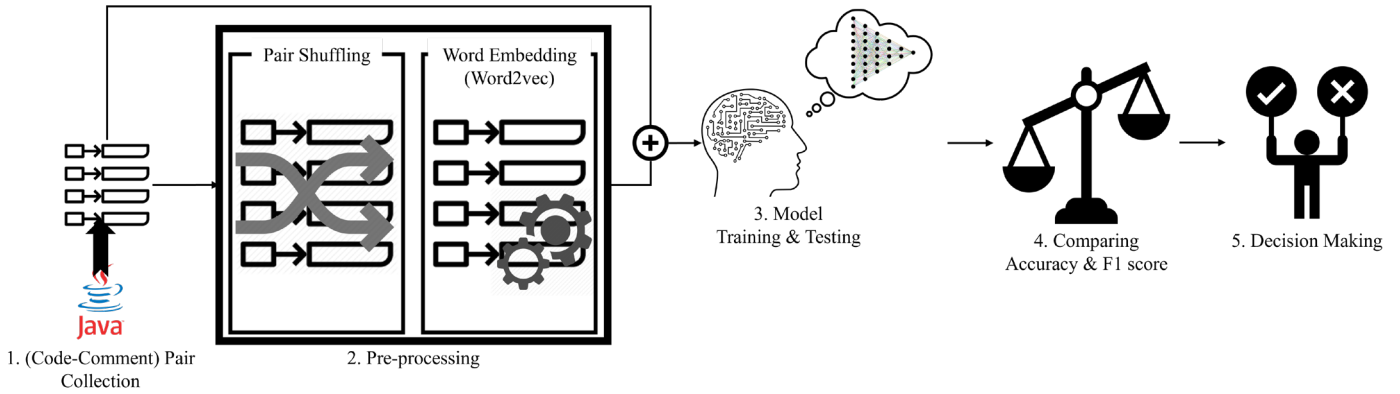 Pair Shuffling
Word Embedding
(Word2vec)
Java
1. (Code-Comment) Pair
Collection
2. Pre-processing
3. Model
Training & Testing
4. Comparing
Accuracy & F1 score
5. Decision Making